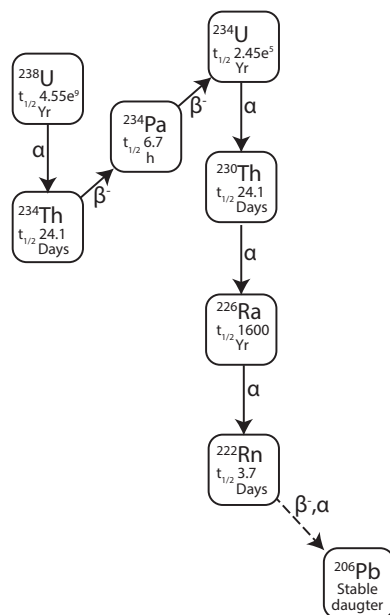 ²³⁸U
t₁/₂ 4.55e⁹
Yr
α
²³⁴Th
t₁/₂ 24.1
Days
β⁻
²³⁴Pa
t₁/₂ 6.7
h
β⁻
²³⁴U
t₁/₂ 2.45e⁵
Yr
α
²³⁰Th
t₁/₂ 24.1
Days
α
²²⁶Ra
t₁/₂ 1600
Yr
α
²²²Rn
t₁/₂ 3.7
Days
β⁻,α
²⁰⁶Pb
Stable
daugter